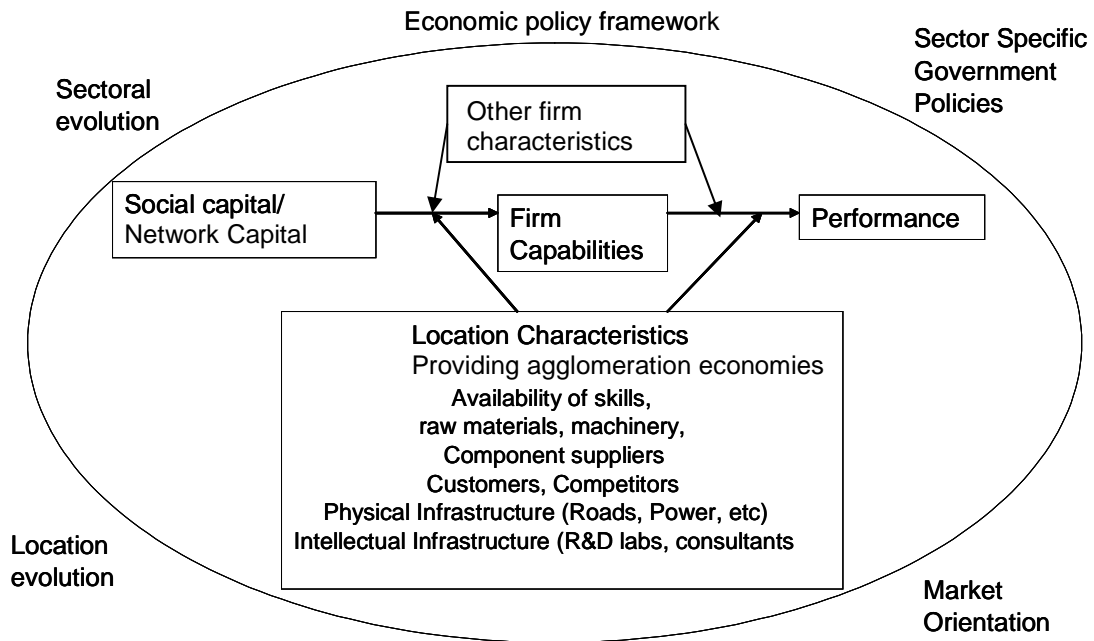 Economic policy framework
Sector Specific
Government
Policies
Sectoral
evolution
Other firm
characteristics
Social capital/
Network Capital
Firm
Capabilities
Performance
Location Characteristics
Providing agglomeration economies
Availability of skills,
raw materials, machinery,
Component suppliers
Customers, Competitors
Physical Infrastructure (Roads, Power, etc)
Intellectual Infrastructure (R&D labs, consultants
Location
evolution
Market
Orientation